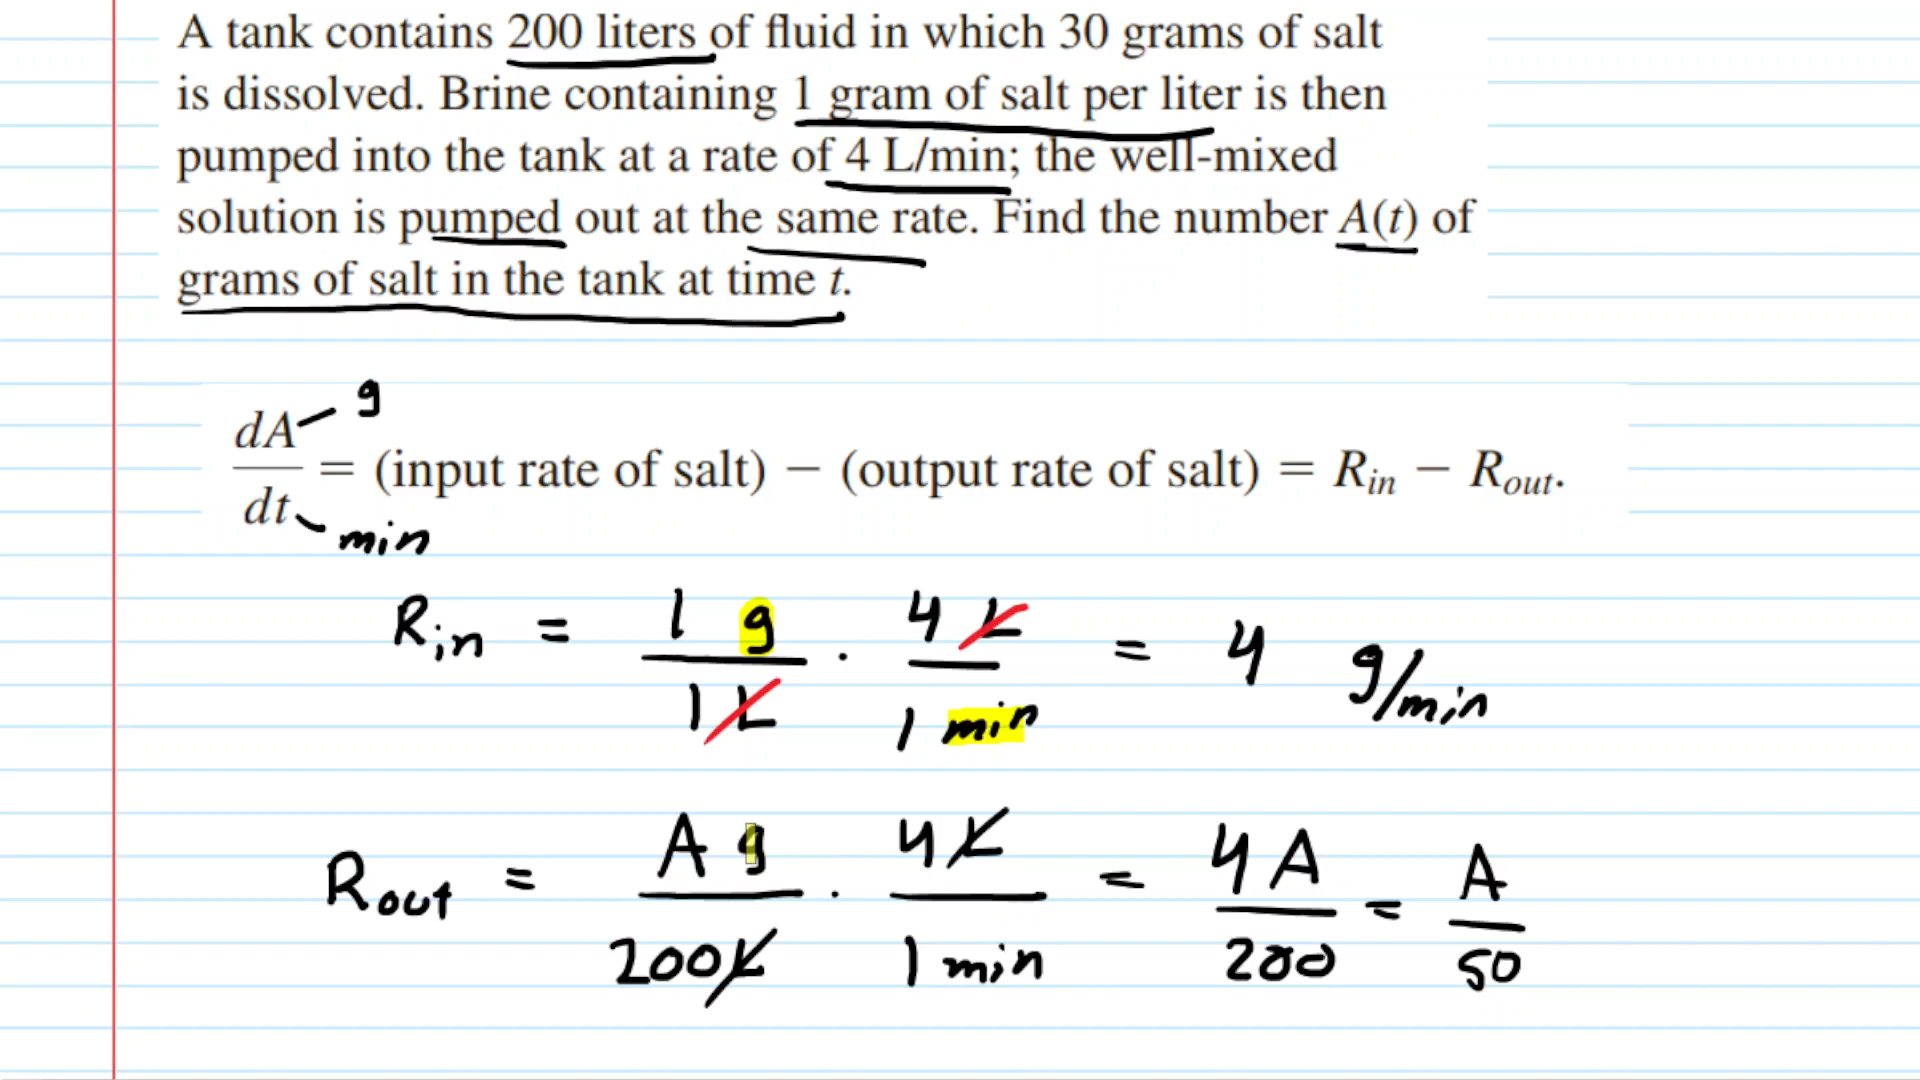 A tank contains 200 liters of fluid in which 30 grams of salt
is dissolved. Brine containing 1 gram of salt per liter is then
pumped into the tank at a rate of 4 L/min; the well-mixed
solution is pumped out at the same rate. Find the number A(t) of
grams of salt in the tank at time t.
dA/dt = (input rate of salt) − (output rate of salt) = R_in − R_out.
g
min
R_in = 1 g / 1 L · 4 L / 1 min = 4 g/min
R_out = A g / 200 L · 4 L / 1 min = 4A / 200 = A / 50